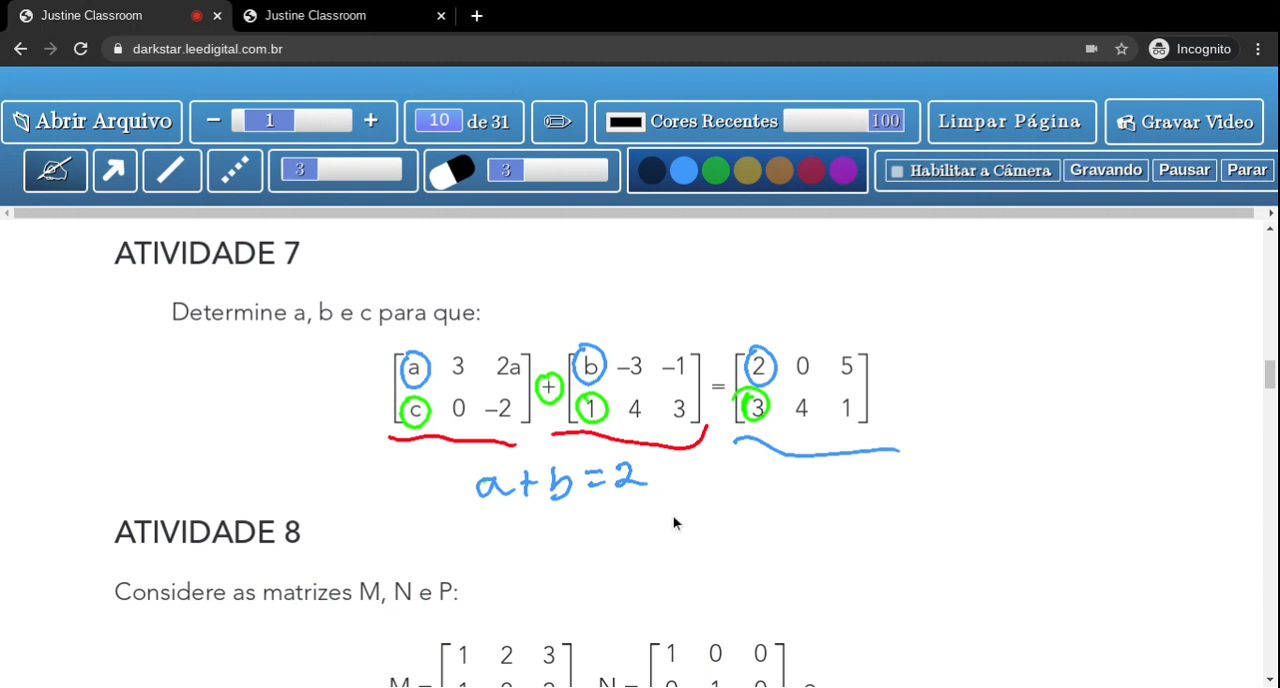 Justine Classroom Justine Classroom
darkstar.leedigital.com.br Incognito
Abrir Arquivo − 1 + 10 de 31 Cores Recentes 100 Limpar Página Gravar Video
3 3 Habilitar a Câmera Gravando Pausar Parar
ATIVIDADE 7
Determine a, b e c para que:
a 3 2a b –3 –1 2 0 5
+ =
c 0 –2 1 4 3 3 4 1
a+b=2
ATIVIDADE 8
Considere as matrizes M, N e P:
1 2 3 1 0 0